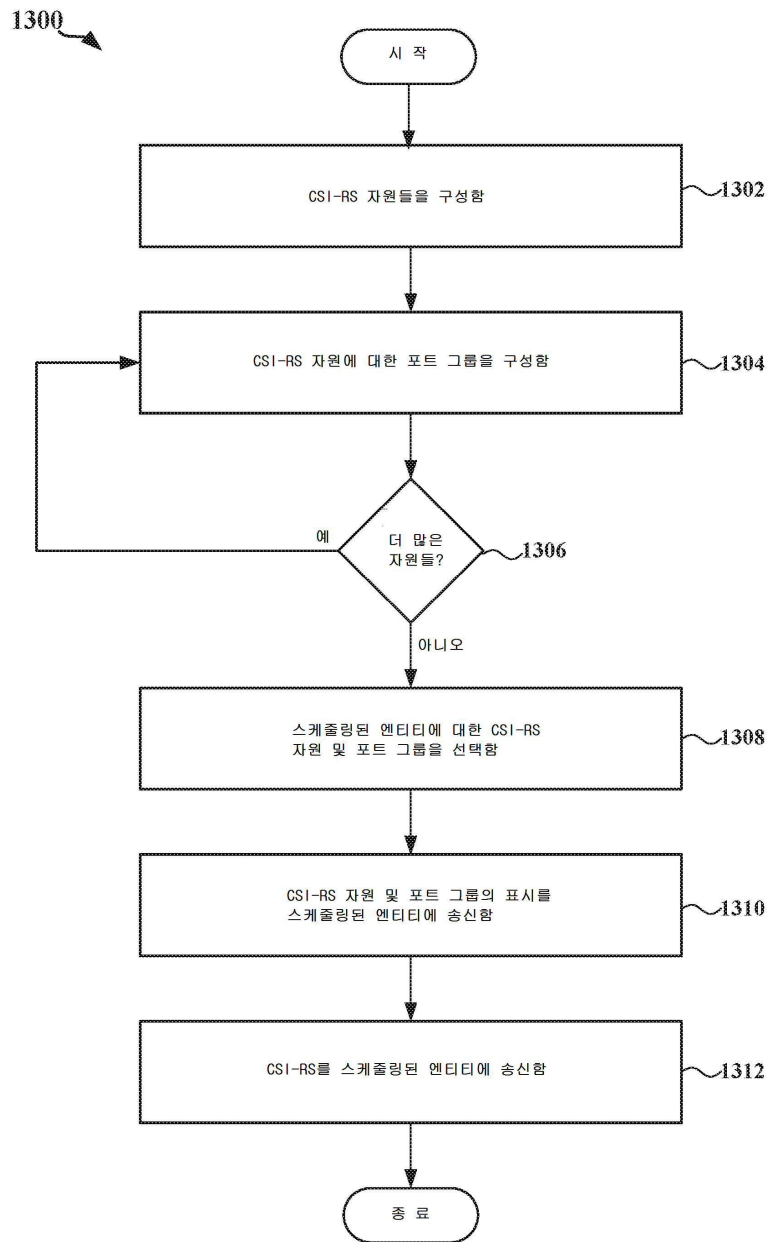 1300
시 작
CSI-RS 자원들을 구성함
1302
CSI-RS 자원에 대한 포트 그룹을 구성함
1304
예
더 많은
자원들?
1306
아니오
스케줄링된 엔티티에 대한 CSI-RS
자원 및 포트 그룹을 선택함
1308
CSI-RS 자원 및 포트 그룹의 표시를
스케줄링된 엔티티에 송신함
1310
CSI-RS를 스케줄링된 엔티티에 송신함
1312
종 료